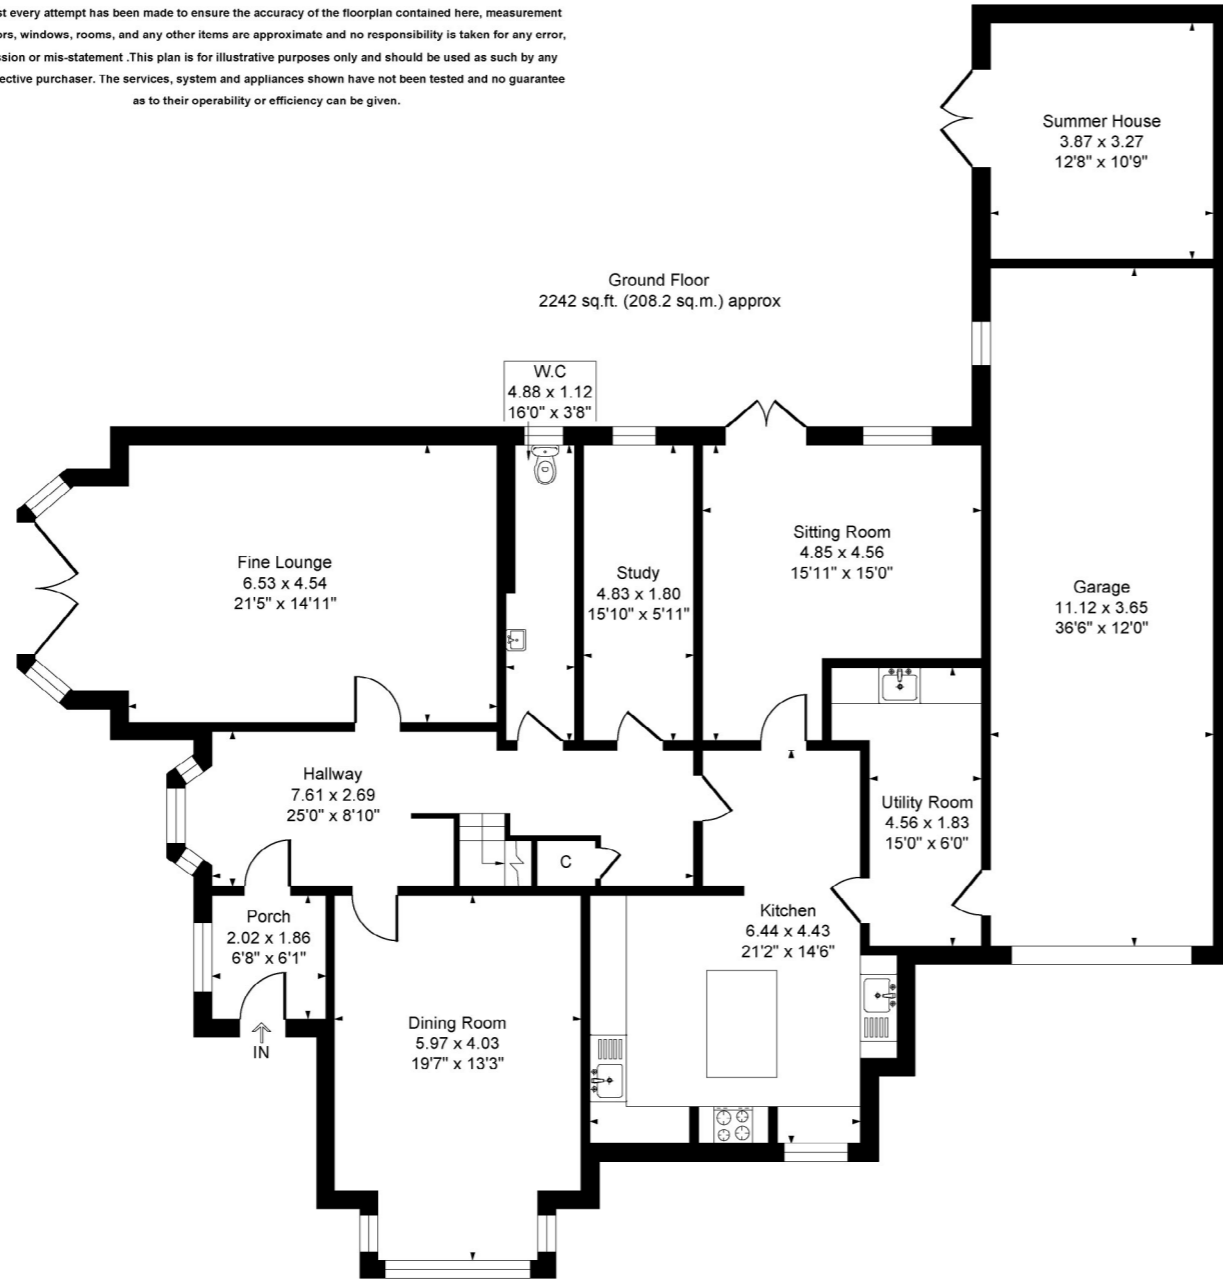 every attempt has been made to ensure the accuracy of the floorplan contained here, measurement
windows, rooms, and any other items are approximate and no responsibility is taken for any error,
or mis-statement .This plan is for illustrative purposes only and should be used as such by any
purchaser. The services, system and appliances shown have not been tested and no guarantee
as to their operability or efficiency can be given.
Summer House
3.87 x 3.27
12'8" x 10'9"
Ground Floor
2242 sq.ft. (208.2 sq.m.) approx
W.C
4.88 x 1.12
16'0" x 3'8"
Fine Lounge
6.53 x 4.54
21'5" x 14'11"
Study
4.83 x 1.80
15'10" x 5'11"
Sitting Room
4.85 x 4.56
15'11" x 15'0"
Garage
11.12 x 3.65
36'6" x 12'0"
Hallway
7.61 x 2.69
25'0" x 8'10"
C
Utility Room
4.56 x 1.83
15'0" x 6'0"
Porch
2.02 x 1.86
6'8" x 6'1"
IN
Kitchen
6.44 x 4.43
21'2" x 14'6"
Dining Room
5.97 x 4.03
19'7" x 13'3"